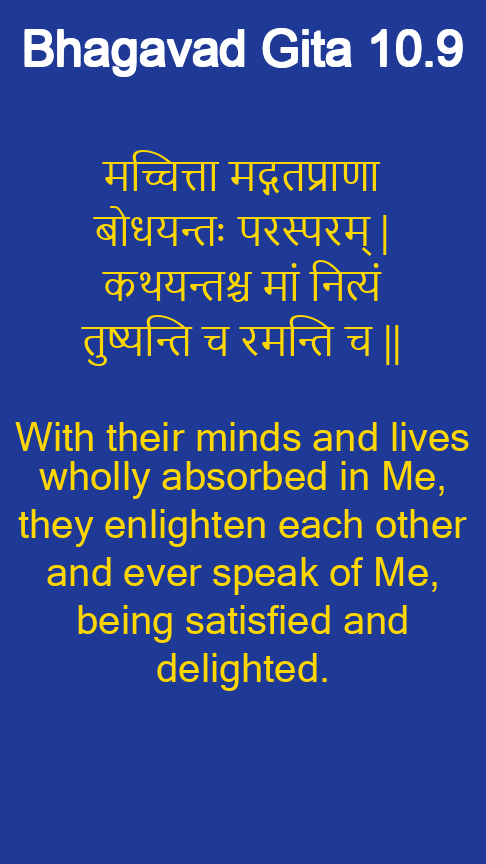 Bhagavad Gita 10.9
मच्चित्ता मद्गतप्राणा
बोधयन्तः परस्परम् |
कथयन्तश्च मां नित्यं
तुष्यन्ति च रमन्ति च ||
With their minds and lives
wholly absorbed in Me,
they enlighten each other
and ever speak of Me,
being satisfied and
delighted.